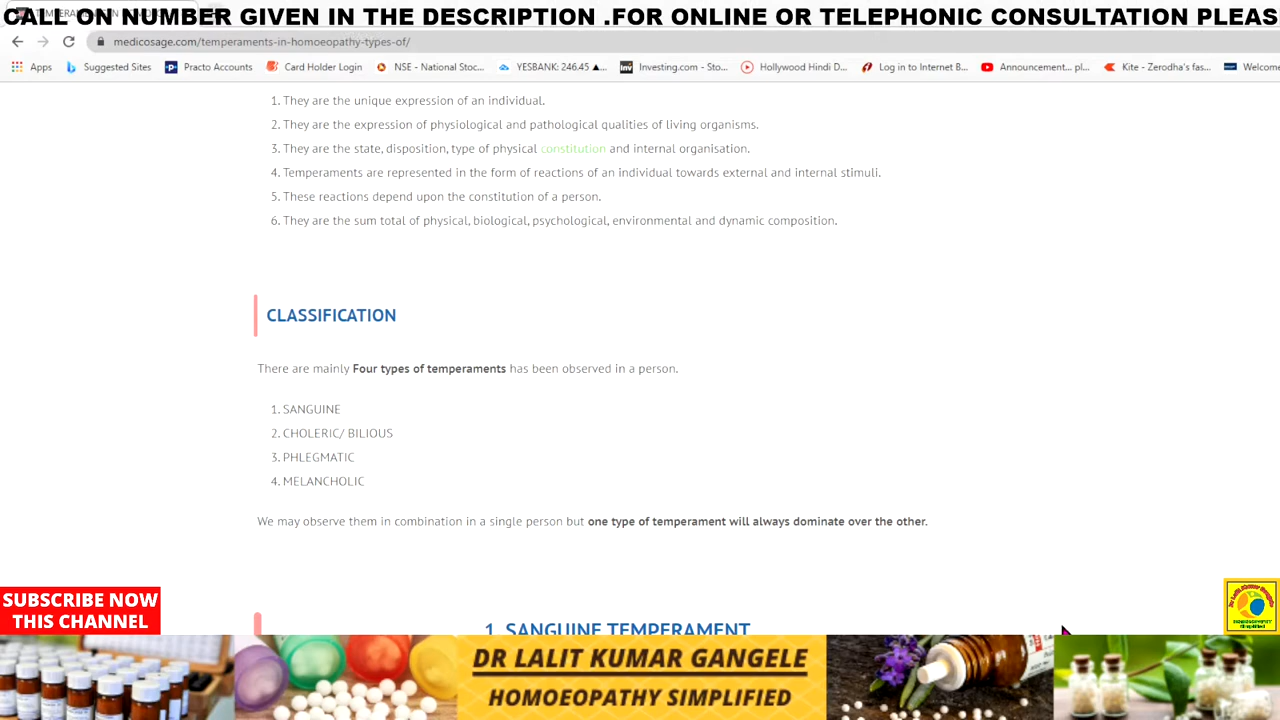 CALL ON NUMBER GIVEN IN THE DESCRIPTION .FOR ONLINE OR TELEPHONIC CONSULTATION PLEAS
medicosage.com/temperaments-in-homoeopathy-types-of/
Apps Suggested Sites Practo Accounts Card Holder Login NSE - National Stoc... YESBANK: 246.45 ▲... Investing.com - Sto... Hollywood Hindi D... Log in to Internet B... Announcement... pl... Kite - Zerodha's fas... Welcome
1. They are the unique expression of an individual.
2. They are the expression of physiological and pathological qualities of living organisms.
3. They are the state, disposition, type of physical constitution and internal organisation.
4. Temperaments are represented in the form of reactions of an individual towards external and internal stimuli.
5. These reactions depend upon the constitution of a person.
6. They are the sum total of physical, biological, psychological, environmental and dynamic composition.
CLASSIFICATION
There are mainly Four types of temperaments has been observed in a person.
1. SANGUINE
2. CHOLERIC/ BILIOUS
3. PHLEGMATIC
4. MELANCHOLIC
We may observe them in combination in a single person but one type of temperament will always dominate over the other.
1. SANGUINE TEMPERAMENT
SUBSCRIBE NOW
THIS CHANNEL
DR LALIT KUMAR GANGELE
HOMOEOPATHY SIMPLIFIED